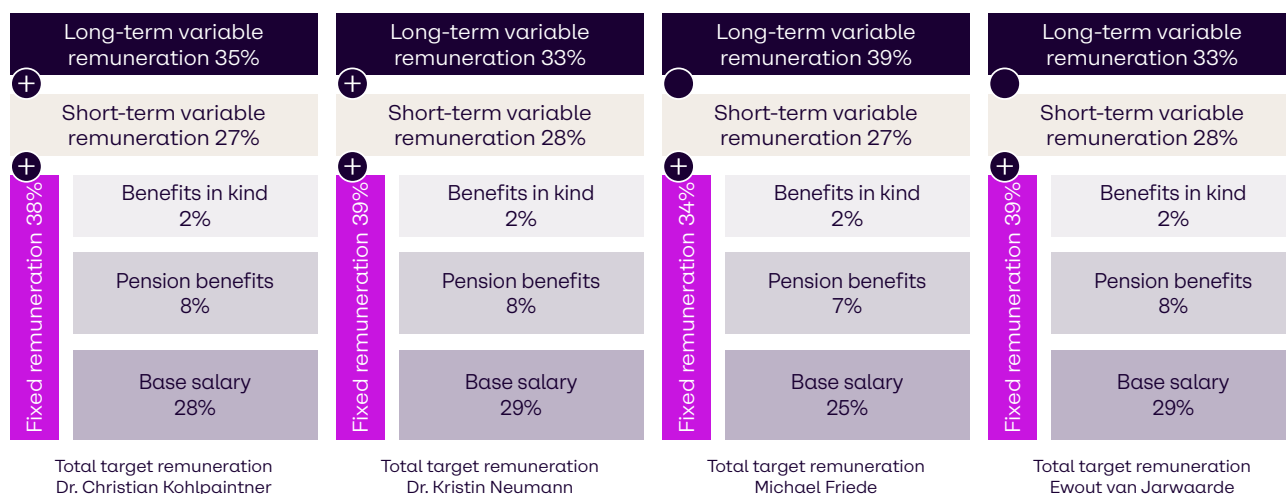 Long-term variable
remuneration 35%
+
Short-term variable
remuneration 27%
+
Fixed remuneration 38%
Benefits in kind
2%
Pension benefits
8%
Base salary
28%
Total target remuneration
Dr. Christian Kohlpaintner
Long-term variable
remuneration 33%
+
Short-term variable
remuneration 28%
+
Fixed remuneration 39%
Benefits in kind
2%
Pension benefits
8%
Base salary
29%
Total target remuneration
Dr. Kristin Neumann
Long-term variable
remuneration 39%
Short-term variable
remuneration 27%
+
Fixed remuneration 34%
Benefits in kind
2%
Pension benefits
7%
Base salary
25%
Total target remuneration
Michael Friede
Long-term variable
remuneration 33%
Short-term variable
remuneration 28%
+
Fixed remuneration 39%
Benefits in kind
2%
Pension benefits
8%
Base salary
29%
Total target remuneration
Ewout van Jarwaarde